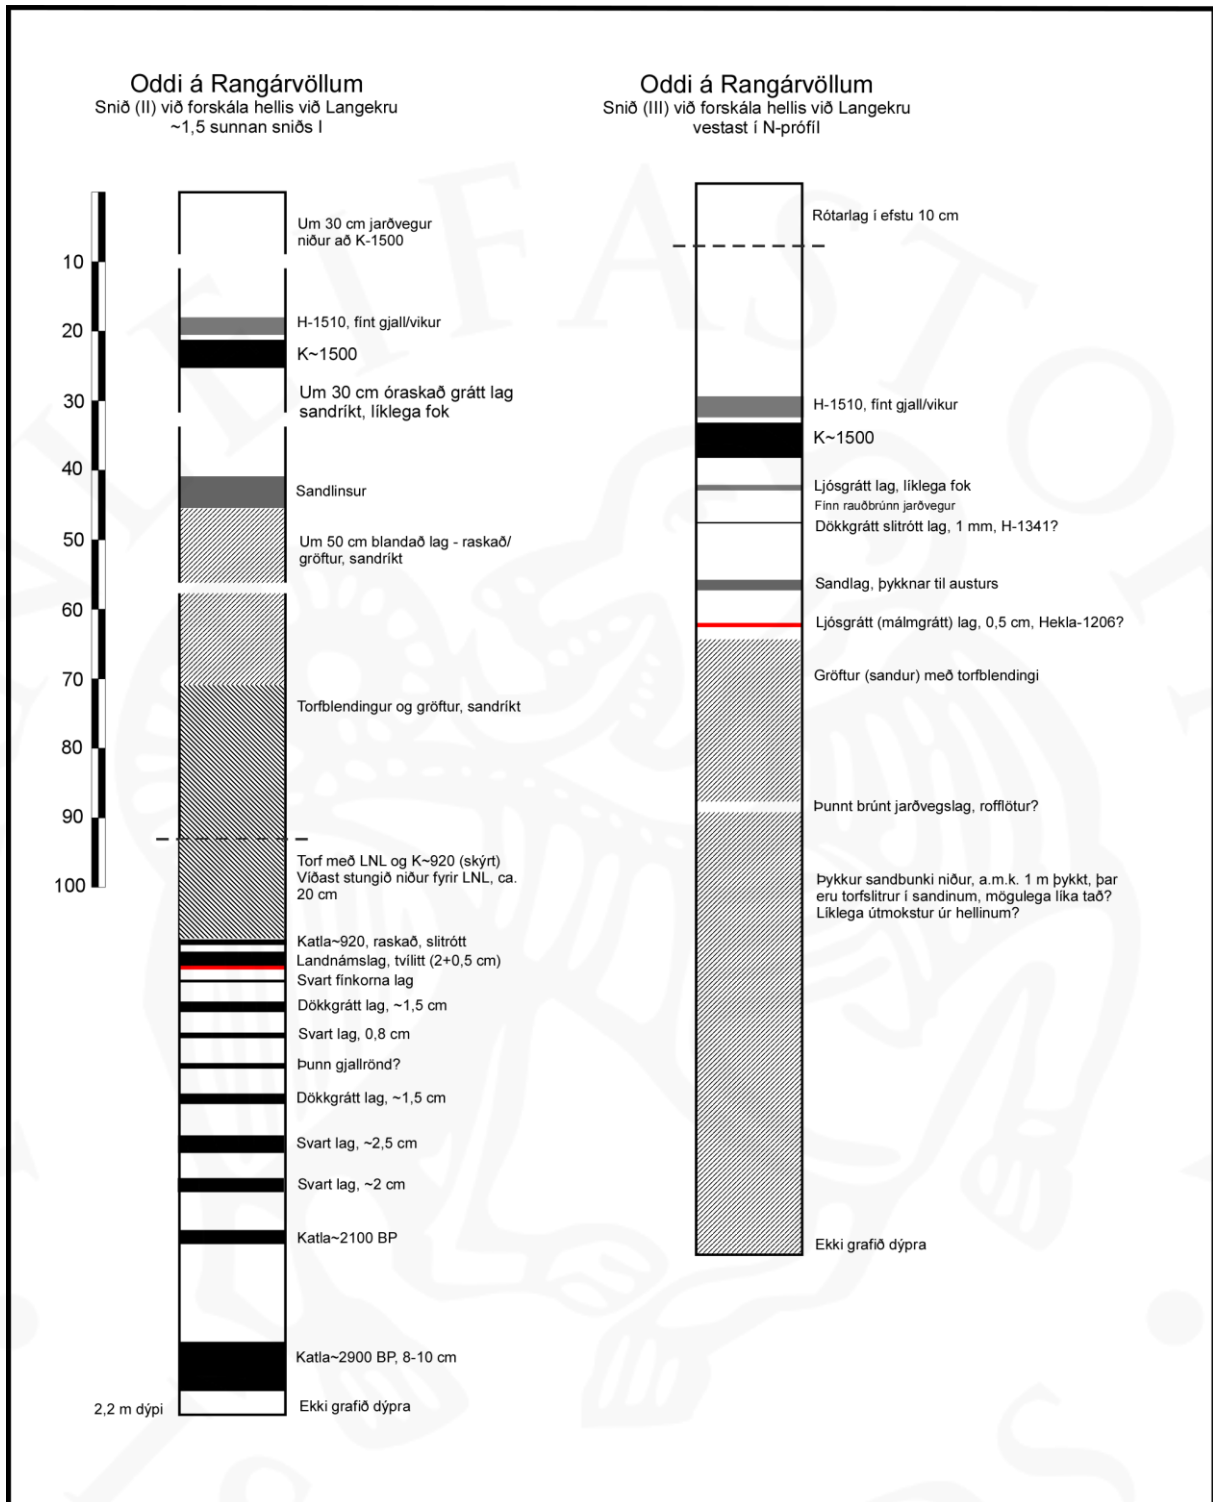 Oddi á Rangárvöllum
Snið (II) við forskála hellis við Langekru
~1,5 sunnan sniðs I
10
20
30
40
50
60
70
80
90
100
Um 30 cm jarðvegur
niður að K-1500
H-1510, fínt gjall/vikur
K~1500
Um 30 cm óraskað grátt lag
sandríkt, líklega fok
Sandlinsur
Um 50 cm blandað lag - raskað/
gröftur, sandríkt
Torfblendingur og gröftur, sandríkt
Torf með LNL og K~920 (skýrt)
Víðast stungið niður fyrir LNL, ca.
20 cm
Katla~920, raskað, slitrótt
Landnámslag, tvílitt (2+0,5 cm)
Svart fínkorna lag
Dökkgrátt lag, ~1,5 cm
Svart lag, 0,8 cm
Þunn gjallrönd?
Dökkgrátt lag, ~1,5 cm
Svart lag, ~2,5 cm
Svart lag, ~2 cm
Katla~2100 BP
Katla~2900 BP, 8-10 cm
2,2 m dýpi
Ekki grafið dýpra
Oddi á Rangárvöllum
Snið (III) við forskála hellis við Langekru
vestast í N-prófíl
Rótarlag í efstu 10 cm
H-1510, fínt gjall/vikur
K~1500
Ljósgrátt lag, líklega fok
Fínn rauðbrúnn jarðvegur
Dökkgrátt slitrótt lag, 1 mm, H-1341?
Sandlag, þykknar til austurs
Ljósgrátt (málmgrátt) lag, 0,5 cm, Hekla-1206?
Gröftur (sandur) með torfblendingi
Þunnt brúnt jarðvegslag, rofflötur?
Þykkur sandbunki niður, a.m.k. 1 m þykkt, þar
eru torfslitrur í sandinum, mögulega líka tað?
Líklega útmokstur úr hellinum?
Ekki grafið dýpra